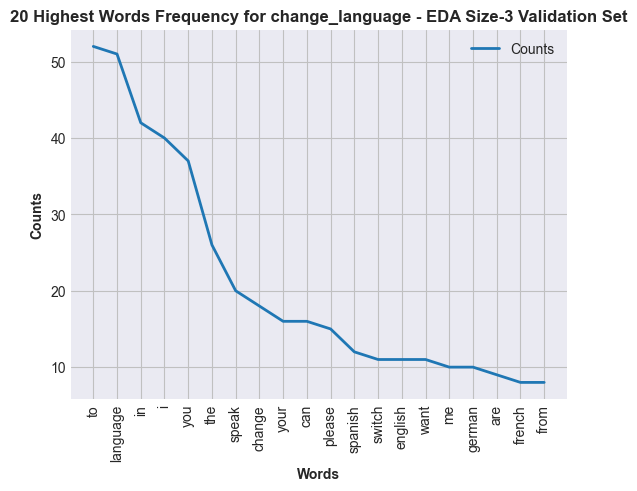 20 Highest Words Frequency for change_language - EDA Size-3 Validation Set
Counts
50
40
30
20
10
Counts
to
language
in
i
you
the
speak
change
your
can
please
spanish
switch
english
want
me
german
are
french
from
Words